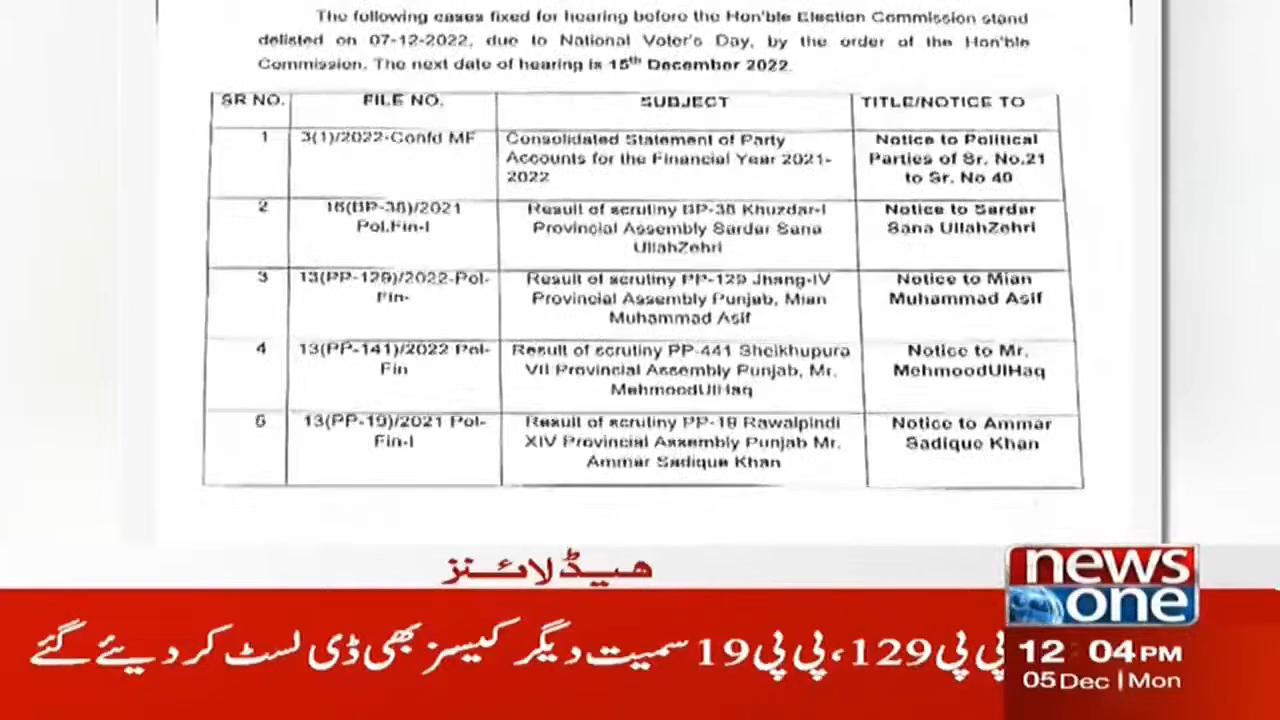 The following cases fixed for hearing before the Hon'ble Election Commission stand
delisted on 07-12-2022, due to National Voter's Day, by the order of the Hon'ble
Commission. The next date of hearing is 15th December 2022.
SR NO. FILE NO. SUBJECT TITLE/NOTICE TO
1 3(1)/2022-Confd MF Consolidated Statement of Party Notice to Political
Accounts for the Financial Year 2021- Parties of Sr. No.21
2022 to Sr. No 40
2 16(BP-38)/2021 Result of scrutiny BP-38 Khuzdar-I Notice to Sardar
Pol.Fin-I Provincial Assembly Sardar Sana Sana UllahZehri
UllahZehri
3 13(PP-129)/2022-Pol- Result of scrutiny PP-129 Jhang-IV Notice to Mian
Fin- Provincial Assembly Punjab, Mian Muhammad Asif
Muhammad Asif
4 13(PP-141)/2022 Pol- Result of scrutiny PP-441 Sheikhupura Notice to Mr.
Fin VII Provincial Assembly Punjab, Mr. MehmoodUlHaq
MehmoodUlHaq
5 13(PP-19)/2021 Pol- Result of scrutiny PP-19 Rawalpindi Notice to Ammar
Fin-I XIV Provincial Assembly Punjab Mr. Sadique Khan
Ammar Sadique Khan
ہیڈلائنز
پی پی 129، پی پی 19 سمیت دیگر کیسز بھی ڈی لسٹ کر دیئے گئے
news
one
12 04 PM
05 Dec | Mon